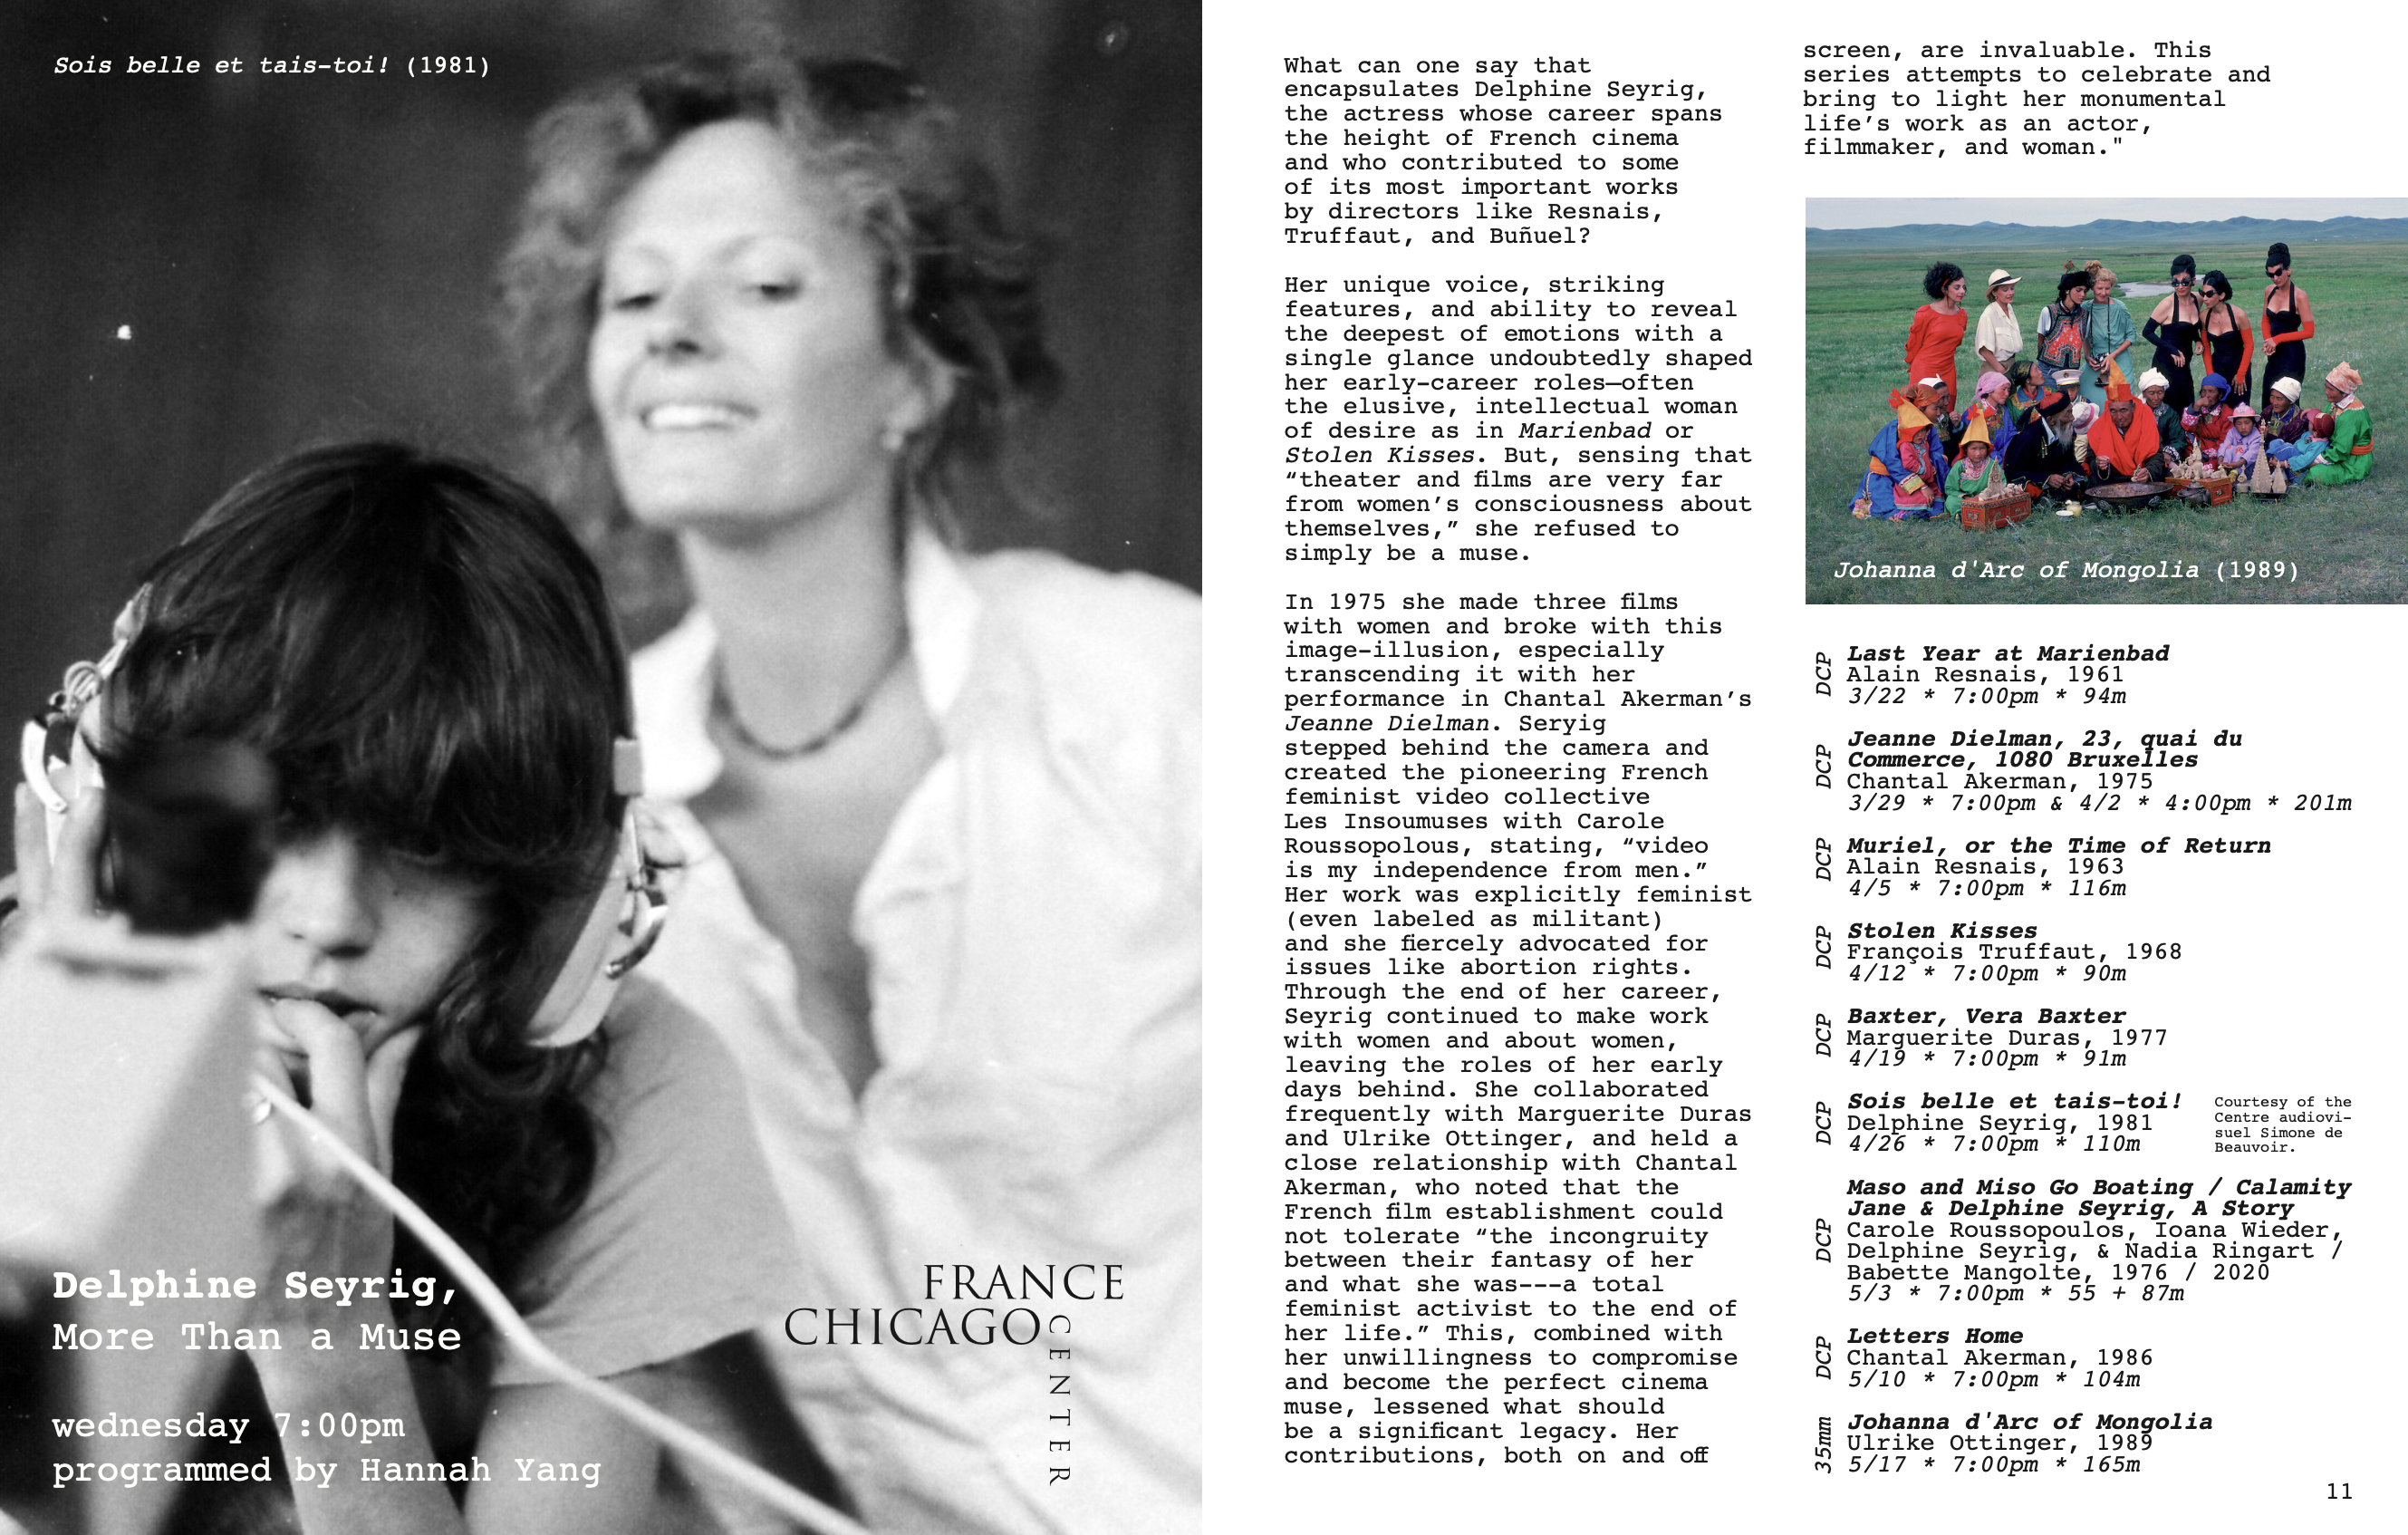 Sois belle et tais-toi! (1981)
Delphine Seyrig,
More Than a Muse
wednesday 7:00pm
programmed by Hannah Yang
FRANCE
CHICAGO
CENTER
What can one say that
encapsulates Delphine Seyrig,
the actress whose career spans
the height of French cinema
and who contributed to some
of its most important works
by directors like Resnais,
Truffaut, and Buñuel?
Her unique voice, striking
features, and ability to reveal
the deepest of emotions with a
single glance undoubtedly shaped
her early-career roles—often
the elusive, intellectual woman
of desire as in Marienbad or
Stolen Kisses. But, sensing that
“theater and films are very far
from women’s consciousness about
themselves,” she refused to
simply be a muse.
In 1975 she made three films
with women and broke with this
image-illusion, especially
transcending it with her
performance in Chantal Akerman’s
Jeanne Dielman. Seryig
stepped behind the camera and
created the pioneering French
feminist video collective
Les Insoumuses with Carole
Roussopolous, stating, “video
is my independence from men.”
Her work was explicitly feminist
(even labeled as militant)
and she fiercely advocated for
issues like abortion rights.
Through the end of her career,
Seyrig continued to make work
with women and about women,
leaving the roles of her early
days behind. She collaborated
frequently with Marguerite Duras
and Ulrike Ottinger, and held a
close relationship with Chantal
Akerman, who noted that the
French film establishment could
not tolerate “the incongruity
between their fantasy of her
and what she was---a total
feminist activist to the end of
her life.” This, combined with
her unwillingness to compromise
and become the perfect cinema
muse, lessened what should
be a significant legacy. Her
contributions, both on and off
screen, are invaluable. This
series attempts to celebrate and
bring to light her monumental
life’s work as an actor,
filmmaker, and woman."
Johanna d'Arc of Mongolia (1989)
DCP
Last Year at Marienbad
Alain Resnais, 1961
3/22 * 7:00pm * 94m
DCP
Jeanne Dielman, 23, quai du
Commerce, 1080 Bruxelles
Chantal Akerman, 1975
3/29 * 7:00pm & 4/2 * 4:00pm * 201m
DCP
Muriel, or the Time of Return
Alain Resnais, 1963
4/5 * 7:00pm * 116m
DCP
Stolen Kisses
François Truffaut, 1968
4/12 * 7:00pm * 90m
DCP
Baxter, Vera Baxter
Marguerite Duras, 1977
4/19 * 7:00pm * 91m
DCP
Sois belle et tais-toi!
Delphine Seyrig, 1981
4/26 * 7:00pm * 110m
Courtesy of the
Centre audiovi-
suel Simone de
Beauvoir.
DCP
Maso and Miso Go Boating / Calamity
Jane & Delphine Seyrig, A Story
Carole Roussopoulos, Ioana Wieder,
Delphine Seyrig, & Nadia Ringart /
Babette Mangolte, 1976 / 2020
5/3 * 7:00pm * 55 + 87m
DCP
Letters Home
Chantal Akerman, 1986
5/10 * 7:00pm * 104m
35mm
Johanna d'Arc of Mongolia
Ulrike Ottinger, 1989
5/17 * 7:00pm * 165m
11